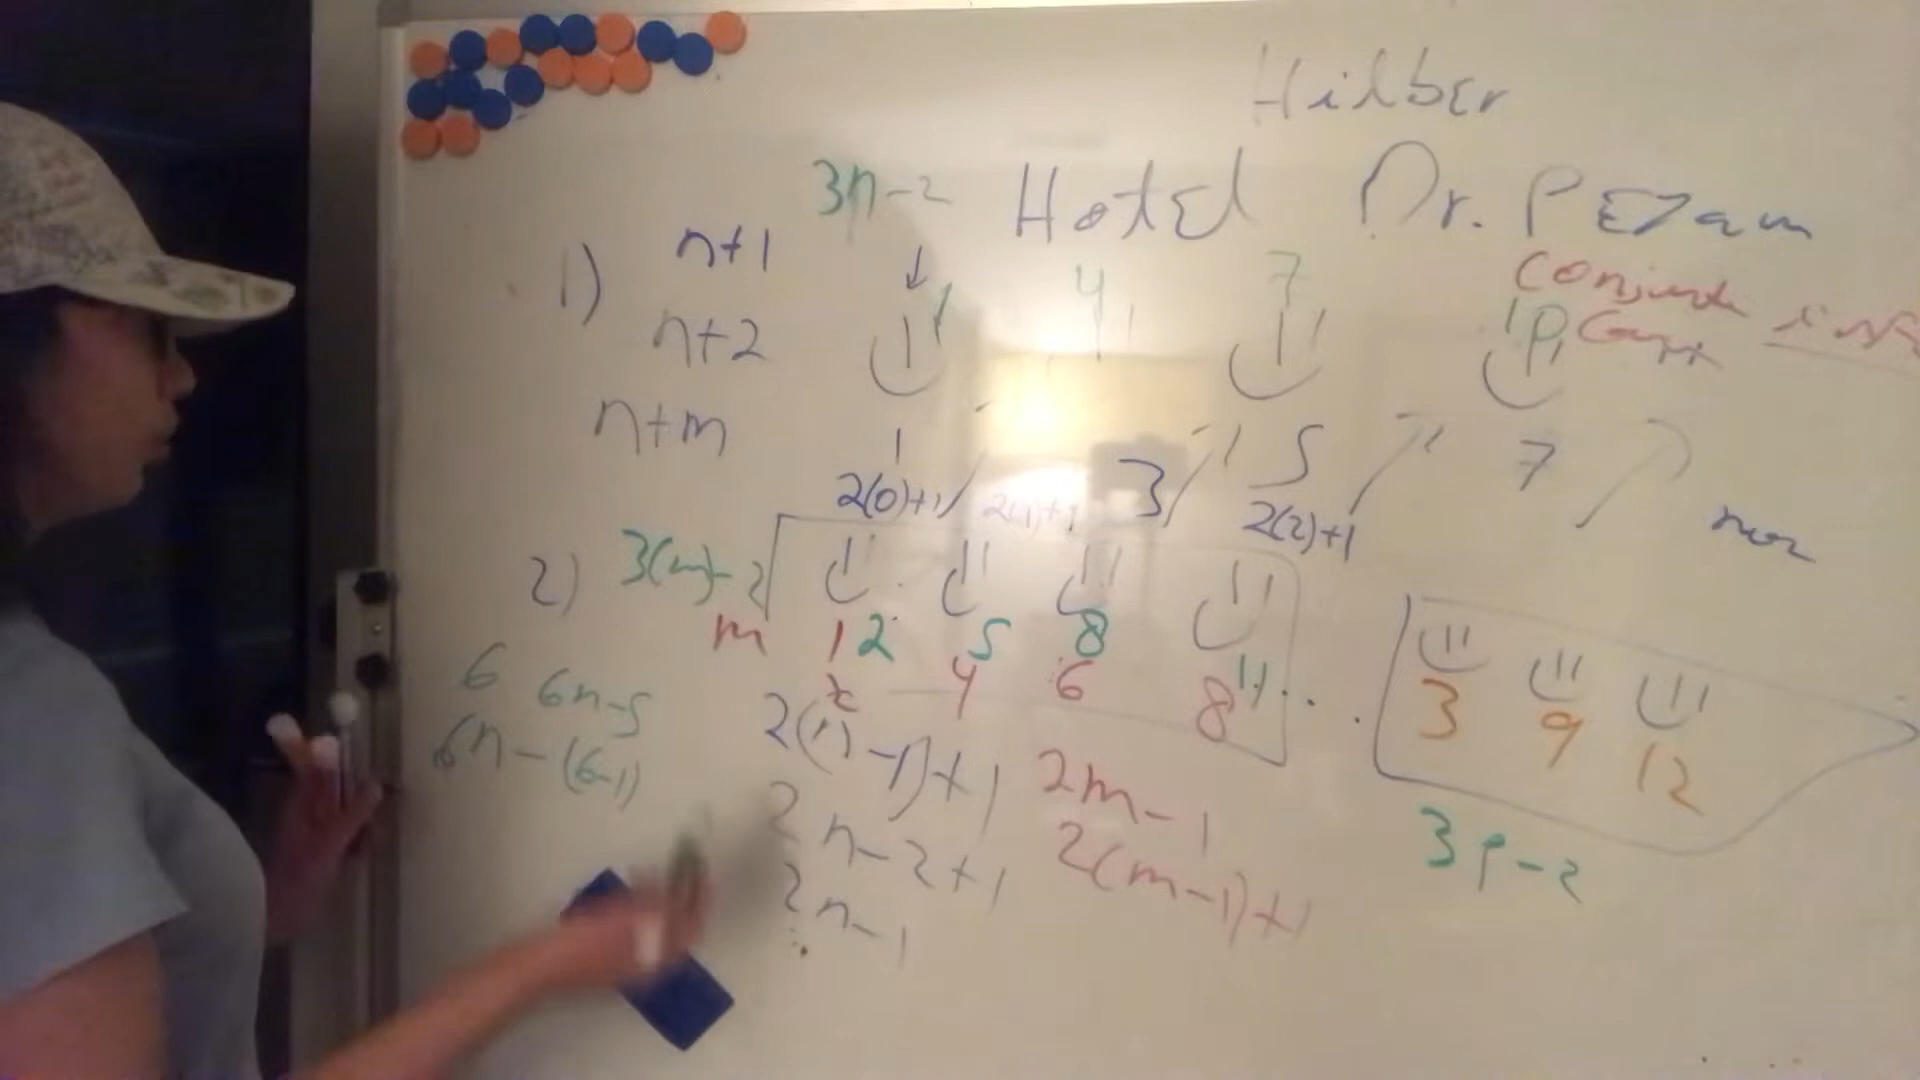 Hilber
3n-2 Hotel Dr. PEZam
1) n+1
4 7
n+2
n+m
1 3 5 7
2(0)+1 2(1)+1 2(2)+1
2) 3(m)-2
m 1 2 5 8 11 ...
4 6 8
3 9 12
6 6n-5
6n-(6-1)
2(n-1)+1
2n-2+1
2n-1
2m-1
2(m-1)+1
3p-2